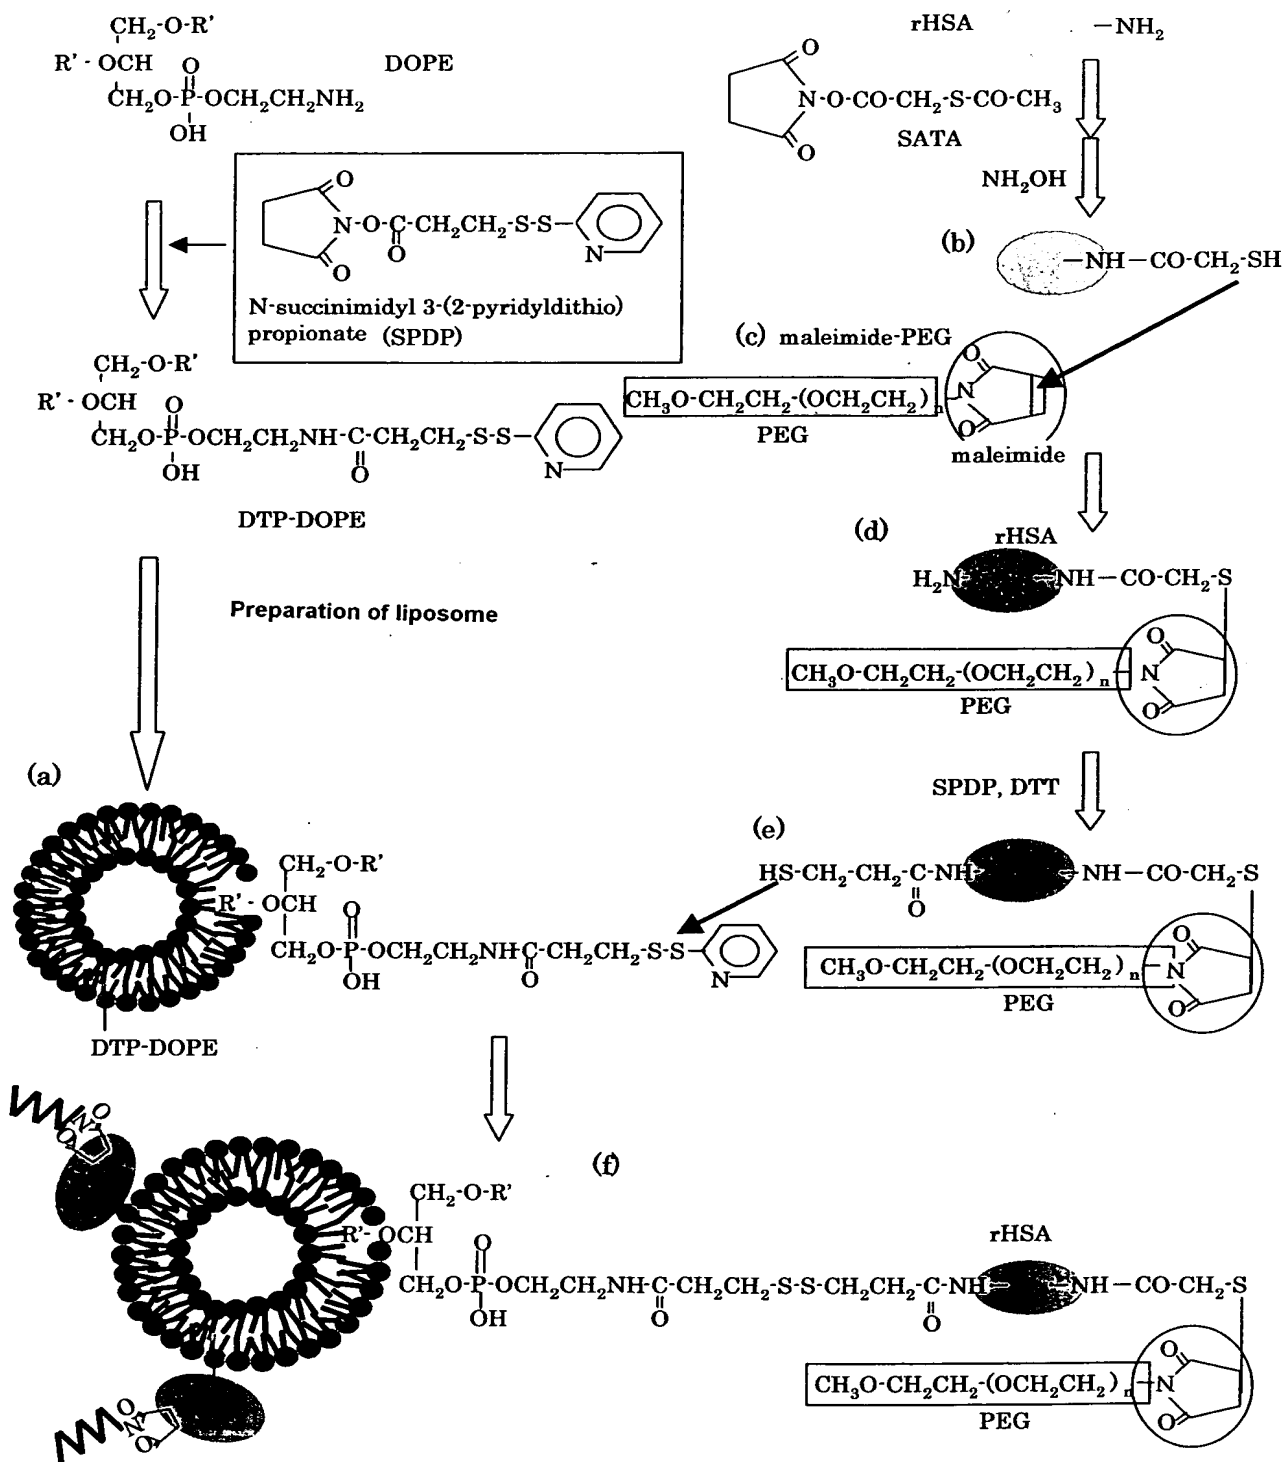 CH₂-O-R'
R' - OCH
O
CH₂O-P-OCH₂CH₂NH₂
OH
DOPE
rHSA
–NH₂
O
N-O-CO-CH₂-S-CO-CH₃
O
SATA
NH₂OH
O
N-O-C-CH₂CH₂-S-S
O
O
N
N-succinimidyl 3-(2-pyridyldithio)
propionate (SPDP)
(b)
NH–CO-CH₂-SH
(c) maleimide-PEG
CH₃O-CH₂CH₂-(OCH₂CH₂)n
N
O
O
PEG
maleimide
CH₂-O-R'
R' - OCH
O
CH₂O-P-OCH₂CH₂NH-C-CH₂CH₂-S-S
OH
O
N
DTP-DOPE
(d)
rHSA
H₂N
NH–CO-CH₂-S
CH₃O-CH₂CH₂-(OCH₂CH₂)n
N
O
O
PEG
Preparation of liposome
SPDP, DTT
(a)
CH₂-O-R'
R' - OCH
O
CH₂O-P-OCH₂CH₂NH-C-CH₂CH₂-S-S
OH
O
N
DTP-DOPE
(e)
HS-CH₂-CH₂-C-NH
O
NH–CO-CH₂-S
CH₃O-CH₂CH₂-(OCH₂CH₂)n
N
O
O
PEG
O
N
O
(f)
CH₂-O-R'
R' - OCH
O
CH₂O-P-OCH₂CH₂NH-C-CH₂CH₂-S-S-CH₂CH₂-C-NH
OH
O
O
rHSA
NH–CO-CH₂-S
CH₃O-CH₂CH₂-(OCH₂CH₂)n
N
O
O
PEG
O
N
O